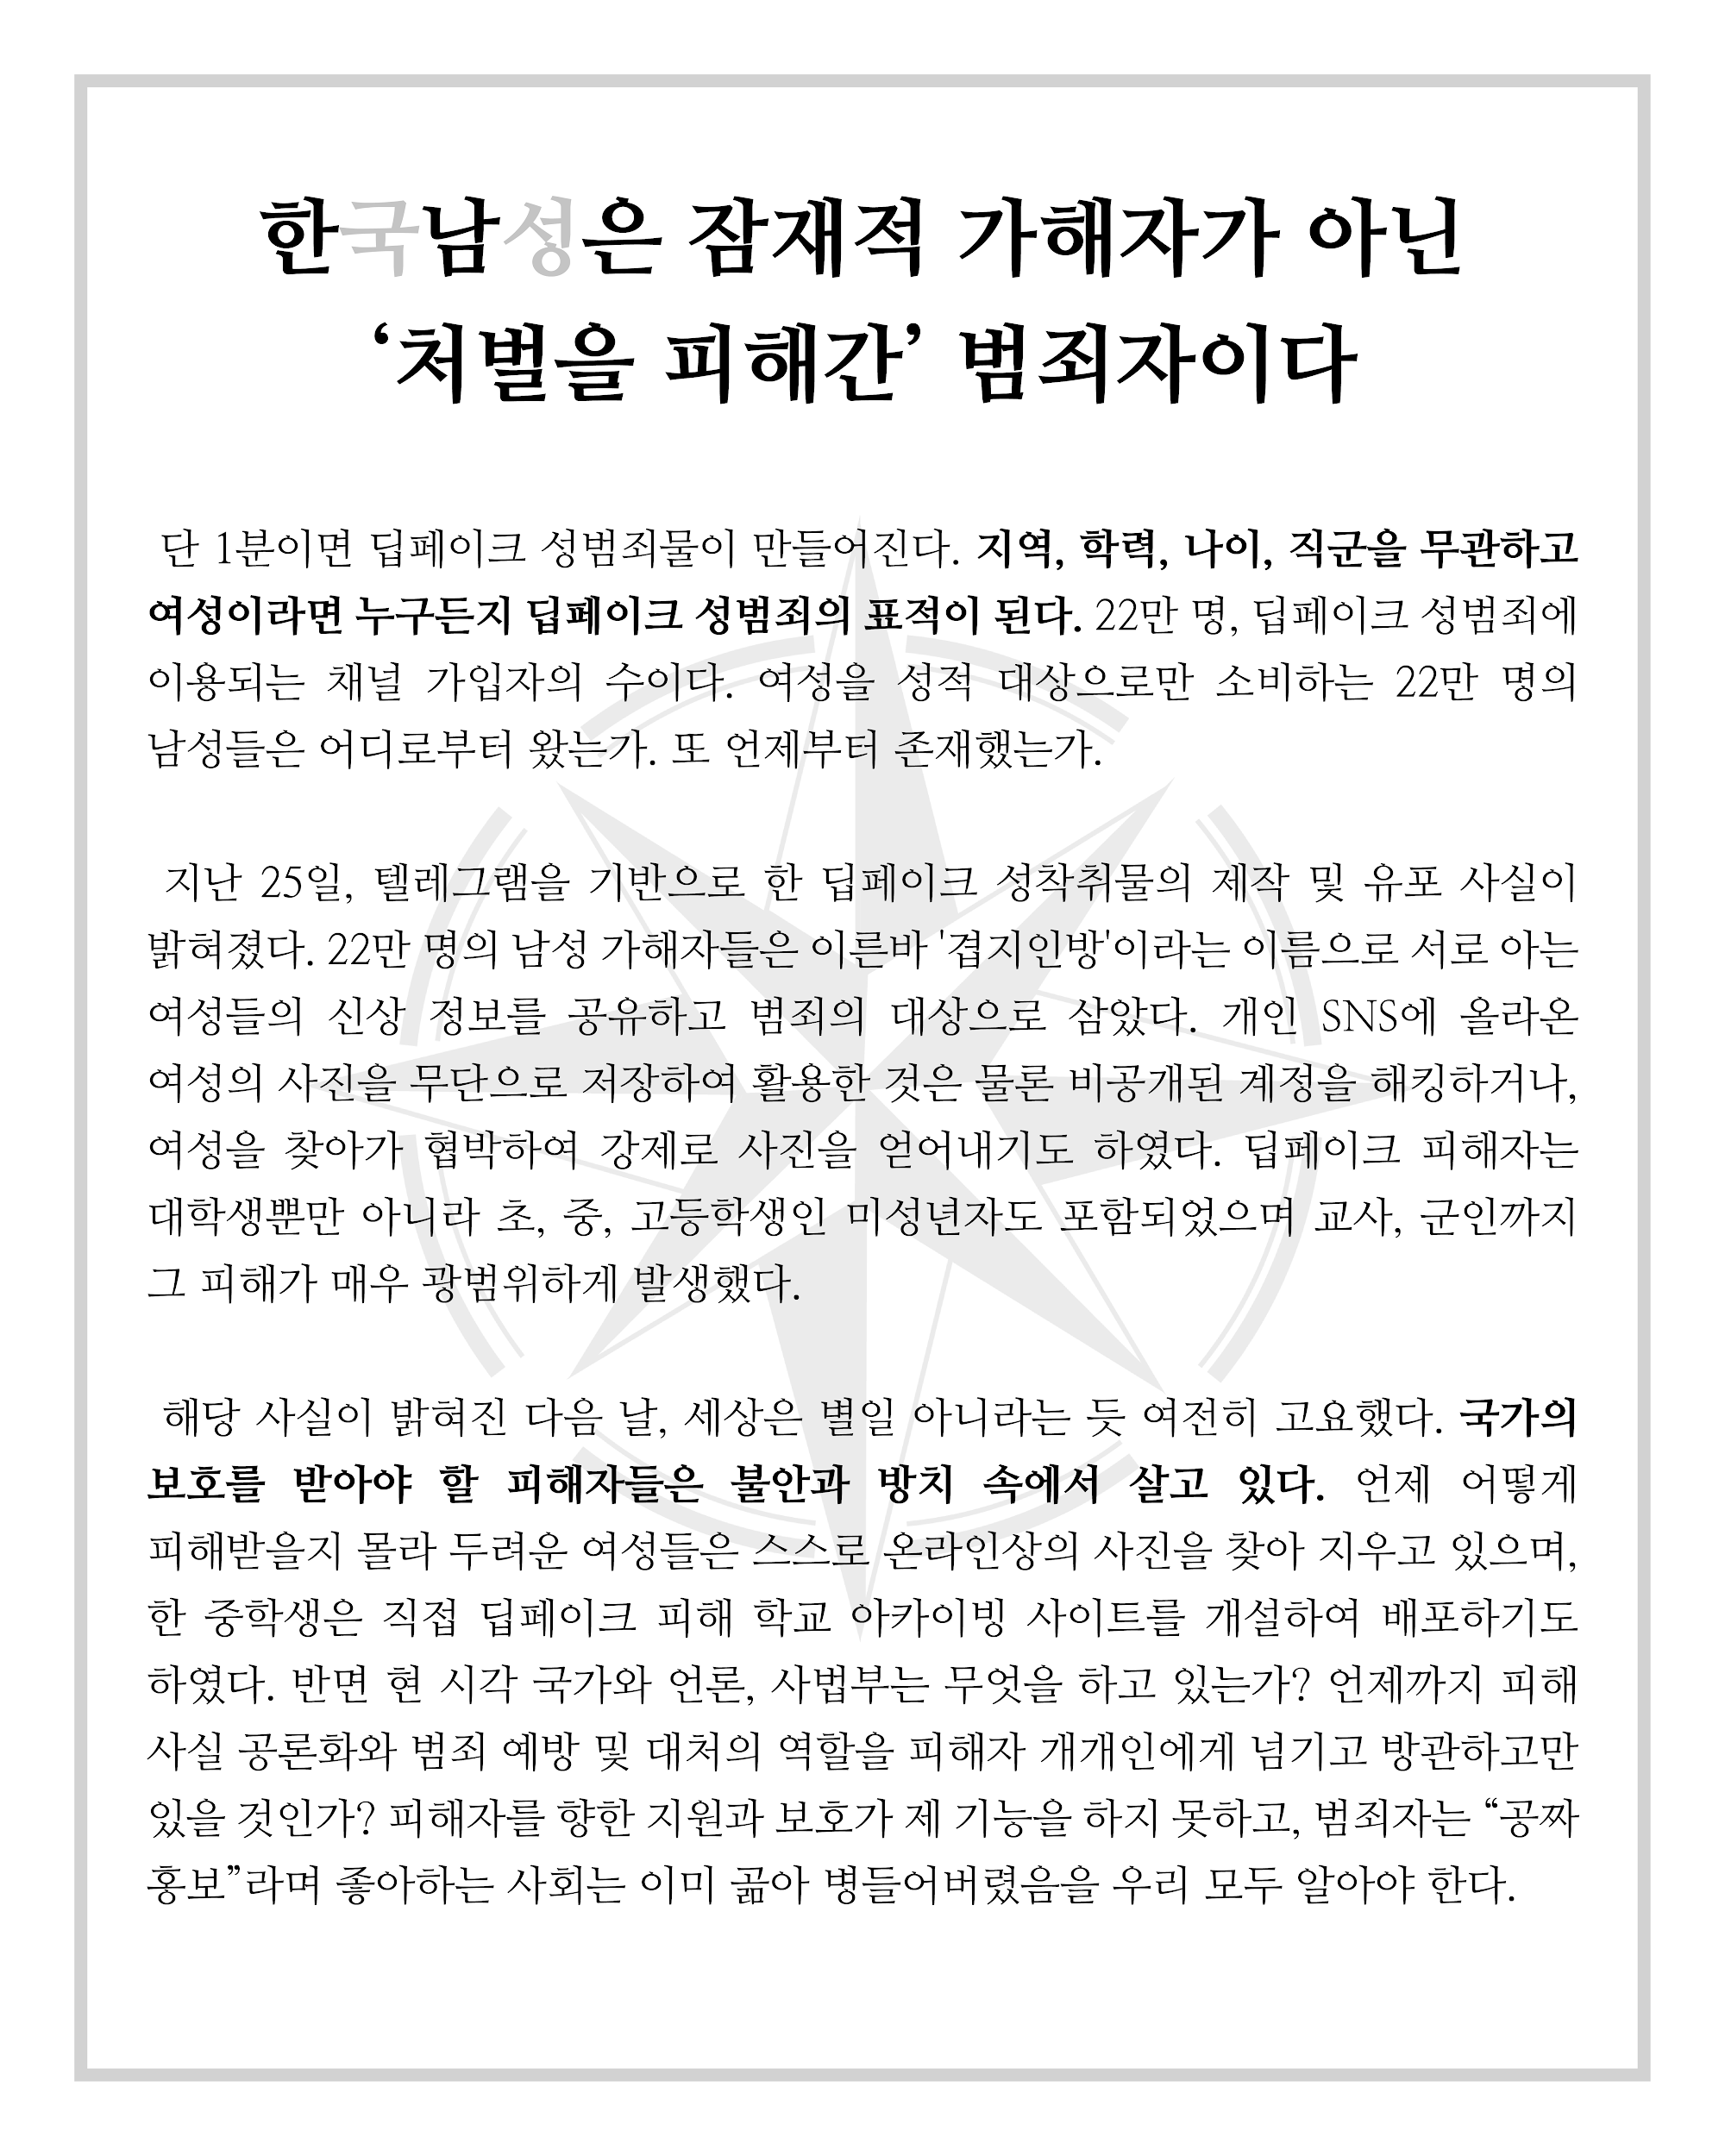 한국남성은 잠재적 가해자가 아닌
‘처벌을 피해간’ 범죄자이다
단 1분이면 딥페이크 성범죄물이 만들어진다. 지역, 학력, 나이, 직군을 무관하고
여성이라면 누구든지 딥페이크 성범죄의 표적이 된다. 22만 명, 딥페이크 성범죄에
이용되는 채널 가입자의 수이다. 여성을 성적 대상으로만 소비하는 22만 명의
남성들은 어디로부터 왔는가. 또 언제부터 존재했는가.
지난 25일, 텔레그램을 기반으로 한 딥페이크 성착취물의 제작 및 유포 사실이
밝혀졌다. 22만 명의 남성 가해자들은 이른바 '겹지인방'이라는 이름으로 서로 아는
여성들의 신상 정보를 공유하고 범죄의 대상으로 삼았다. 개인 SNS에 올라온
여성의 사진을 무단으로 저장하여 활용한 것은 물론 비공개된 계정을 해킹하거나,
여성을 찾아가 협박하여 강제로 사진을 얻어내기도 하였다. 딥페이크 피해자는
대학생뿐만 아니라 초, 중, 고등학생인 미성년자도 포함되었으며 교사, 군인까지
그 피해가 매우 광범위하게 발생했다.
해당 사실이 밝혀진 다음 날, 세상은 별일 아니라는 듯 여전히 고요했다. 국가의
보호를 받아야 할 피해자들은 불안과 방치 속에서 살고 있다. 언제 어떻게
피해받을지 몰라 두려운 여성들은 스스로 온라인상의 사진을 찾아 지우고 있으며,
한 중학생은 직접 딥페이크 피해 학교 아카이빙 사이트를 개설하여 배포하기도
하였다. 반면 현 시각 국가와 언론, 사법부는 무엇을 하고 있는가? 언제까지 피해
사실 공론화와 범죄 예방 및 대처의 역할을 피해자 개개인에게 넘기고 방관하고만
있을 것인가? 피해자를 향한 지원과 보호가 제 기능을 하지 못하고, 범죄자는 “공짜
홍보”라며 좋아하는 사회는 이미 곪아 병들어버렸음을 우리 모두 알아야 한다.